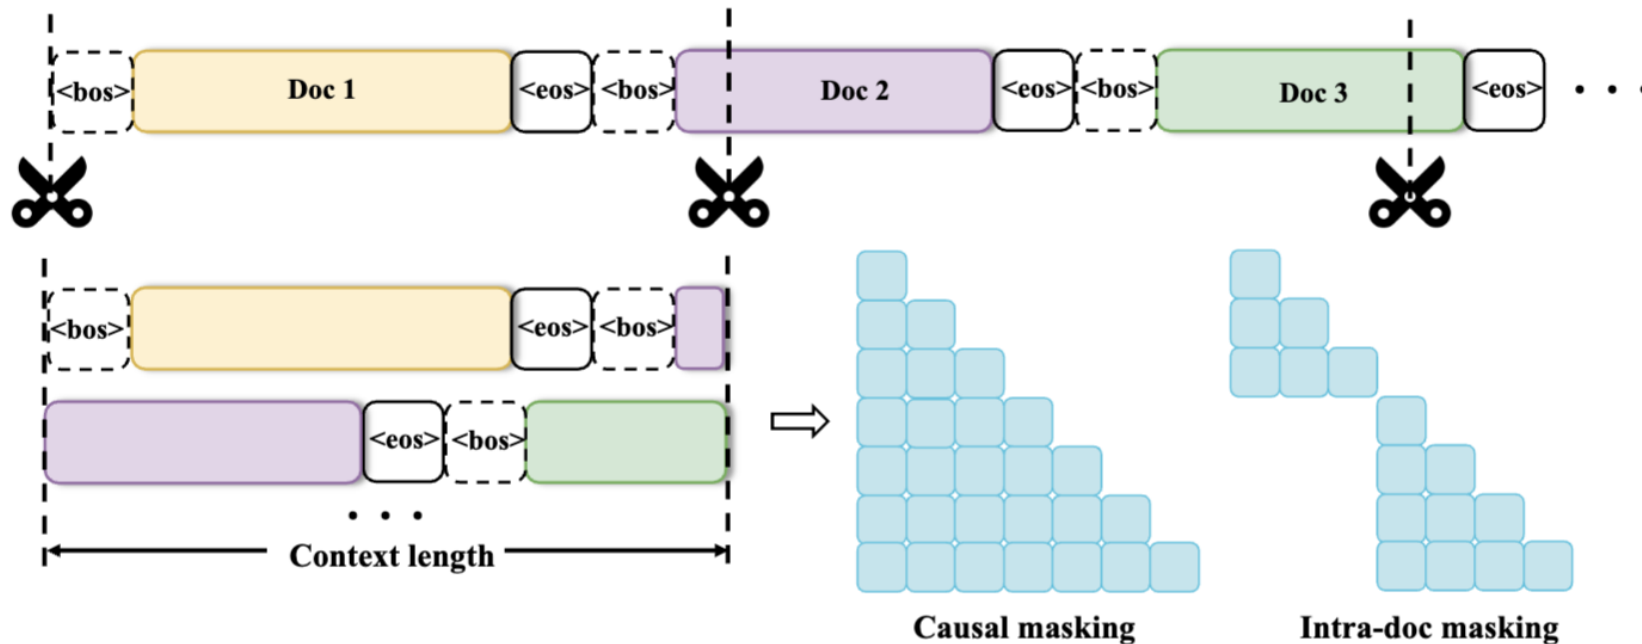 <bos> Doc 1 <eos> <bos> Doc 2 <eos> <bos> Doc 3 <eos> . . .
<bos> <eos> <bos>
<eos> <bos>
. . .
Context length
Causal masking Intra-doc masking